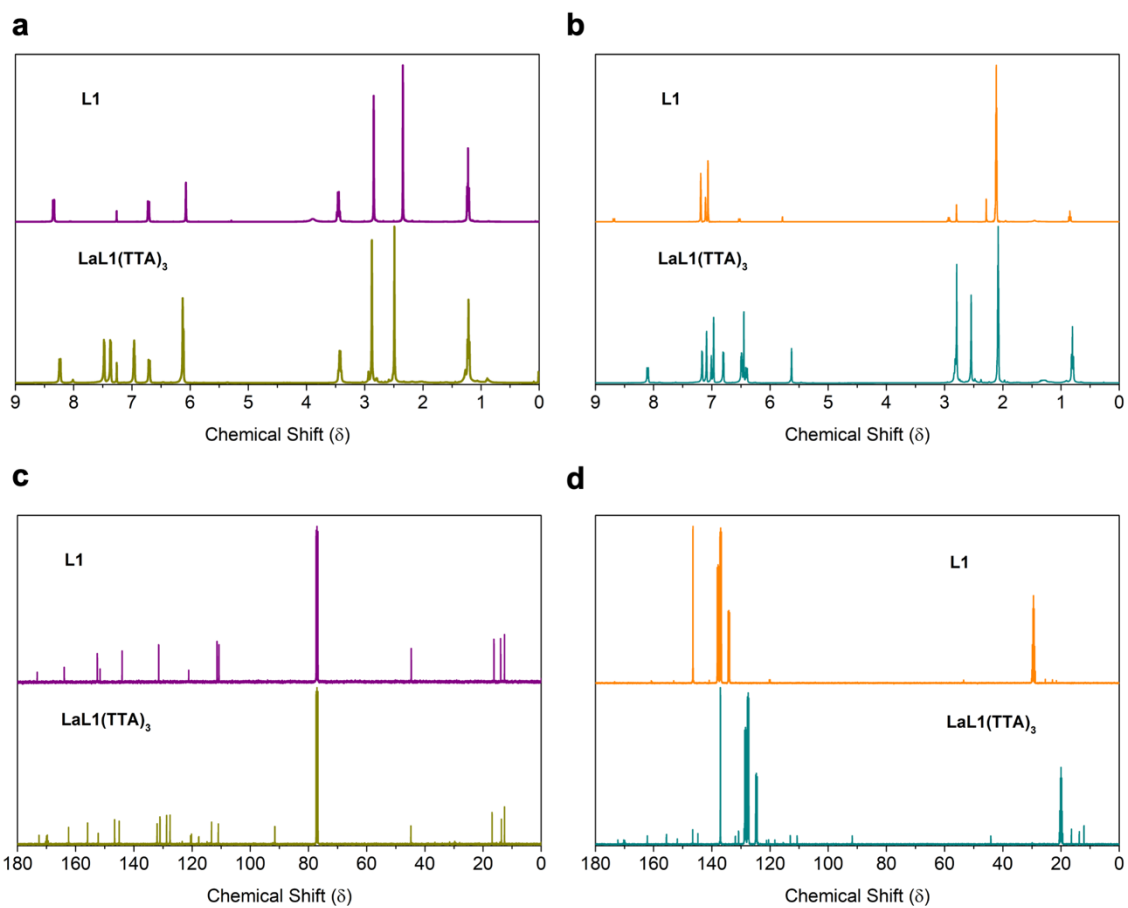 a
L1
LaL1(TTA)₃
9 8 7 6 5 4 3 2 1 0
Chemical Shift (δ)
b
L1
LaL1(TTA)₃
9 8 7 6 5 4 3 2 1 0
Chemical Shift (δ)
c
L1
LaL1(TTA)₃
180 160 140 120 100 80 60 40 20 0
Chemical Shift (δ)
d
L1
LaL1(TTA)₃
180 160 140 120 100 80 60 40 20 0
Chemical Shift (δ)